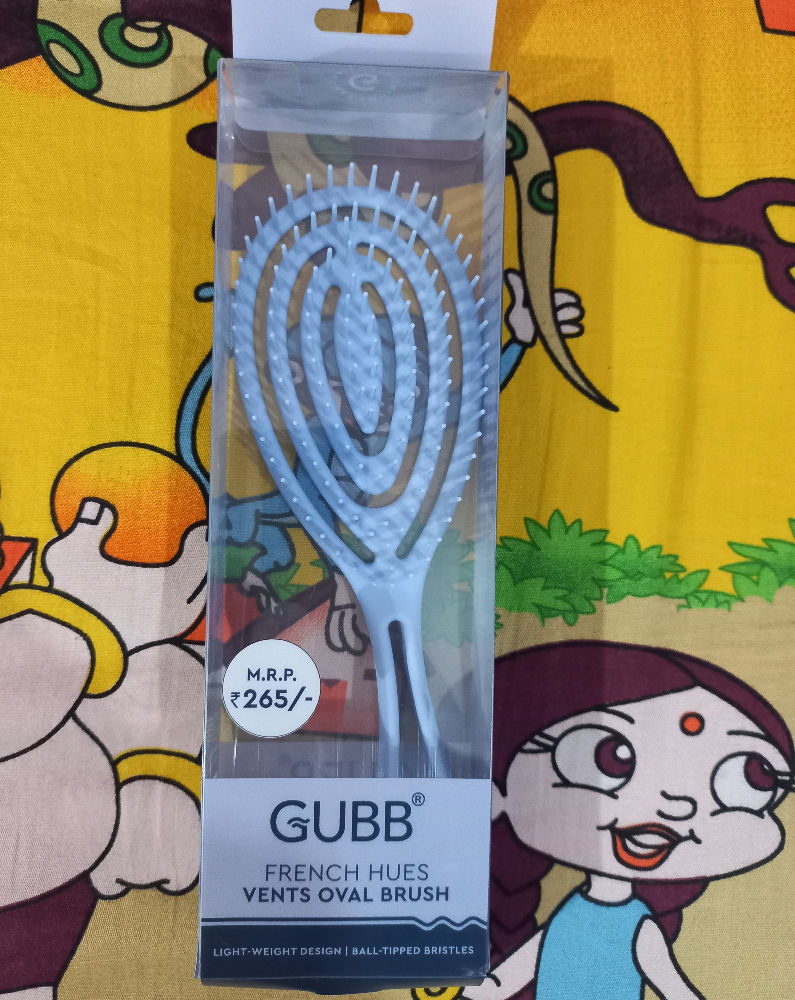 M.R.P.
₹265/-
GUBB®
FRENCH HUES
VENTS OVAL BRUSH
LIGHT-WEIGHT DESIGN | BALL-TIPPED BRISTLES